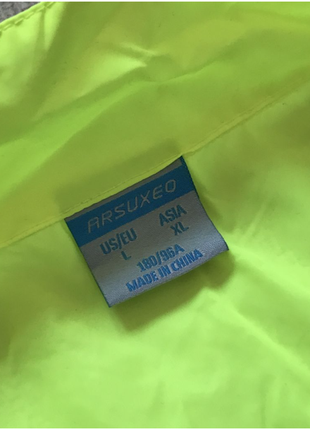 ARSUXEO
US/EU ASIA
L XL
180/96A
MADE IN CHINA